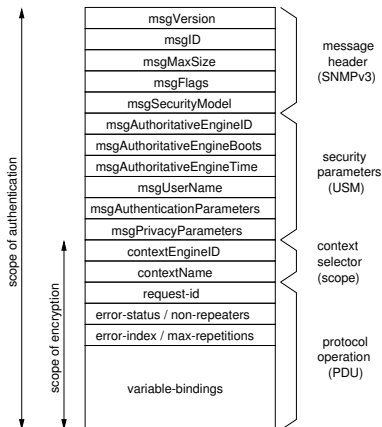 msgVersion
msgID
msgMaxSize
msgFlags
msgSecurityModel
msgAuthoritativeEngineID
msgAuthoritativeEngineBoots
msgAuthoritativeEngineTime
msgUserName
msgAuthenticationParameters
msgPrivacyParameters
contextEngineID
contextName
request-id
error-status / non-repeaters
error-index / max-repetitions
variable-bindings
message
header
(SNMPv3)
security
parameters
(USM)
context
selector
(scope)
protocol
operation
(PDU)
scope of authentication
scope of encryption